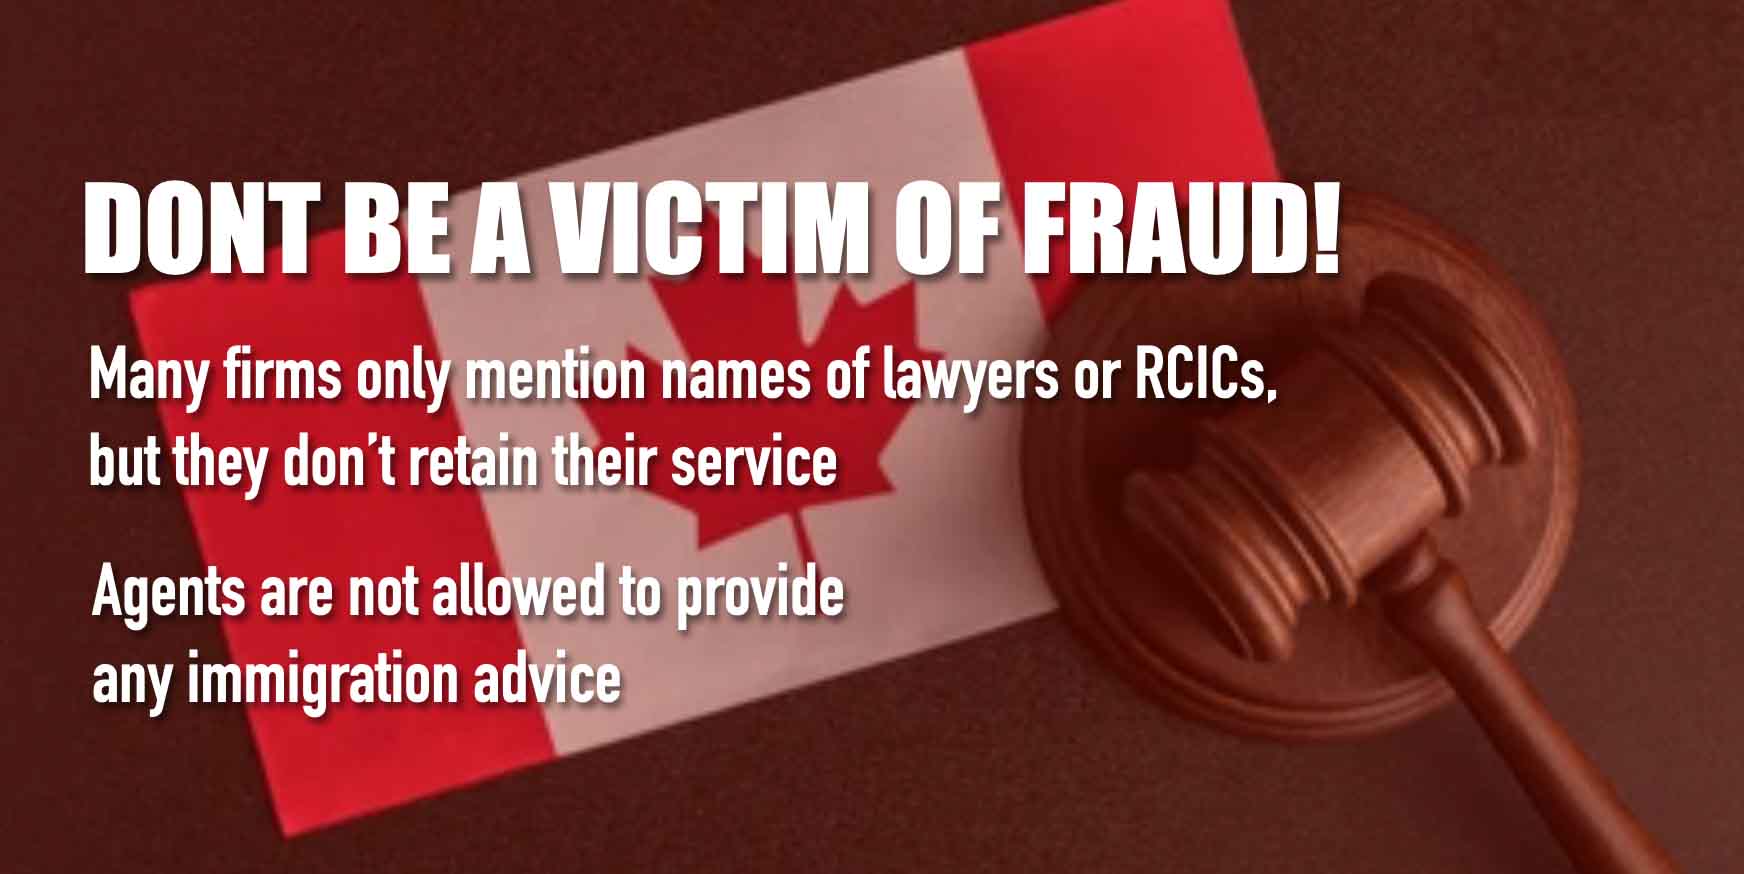 DONT BE A VICTIM OF FRAUD!
Many firms only mention names of lawyers or RCICs,
but they don’t retain their service
Agents are not allowed to provide
any immigration advice